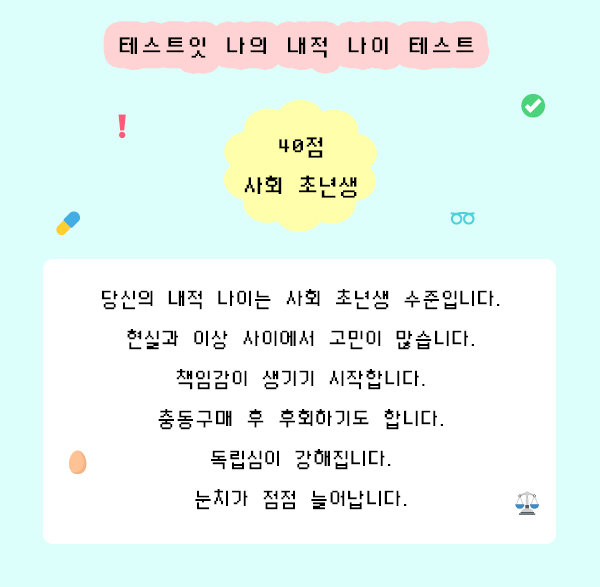 테스트잇 나의 내적 나이 테스트
40점
사회 초년생
당신의 내적 나이는 사회 초년생 수준입니다.
현실과 이상 사이에서 고민이 많습니다.
책임감이 생기기 시작합니다.
충동구매 후 후회하기도 합니다.
독립심이 강해집니다.
눈치가 점점 늘어납니다.